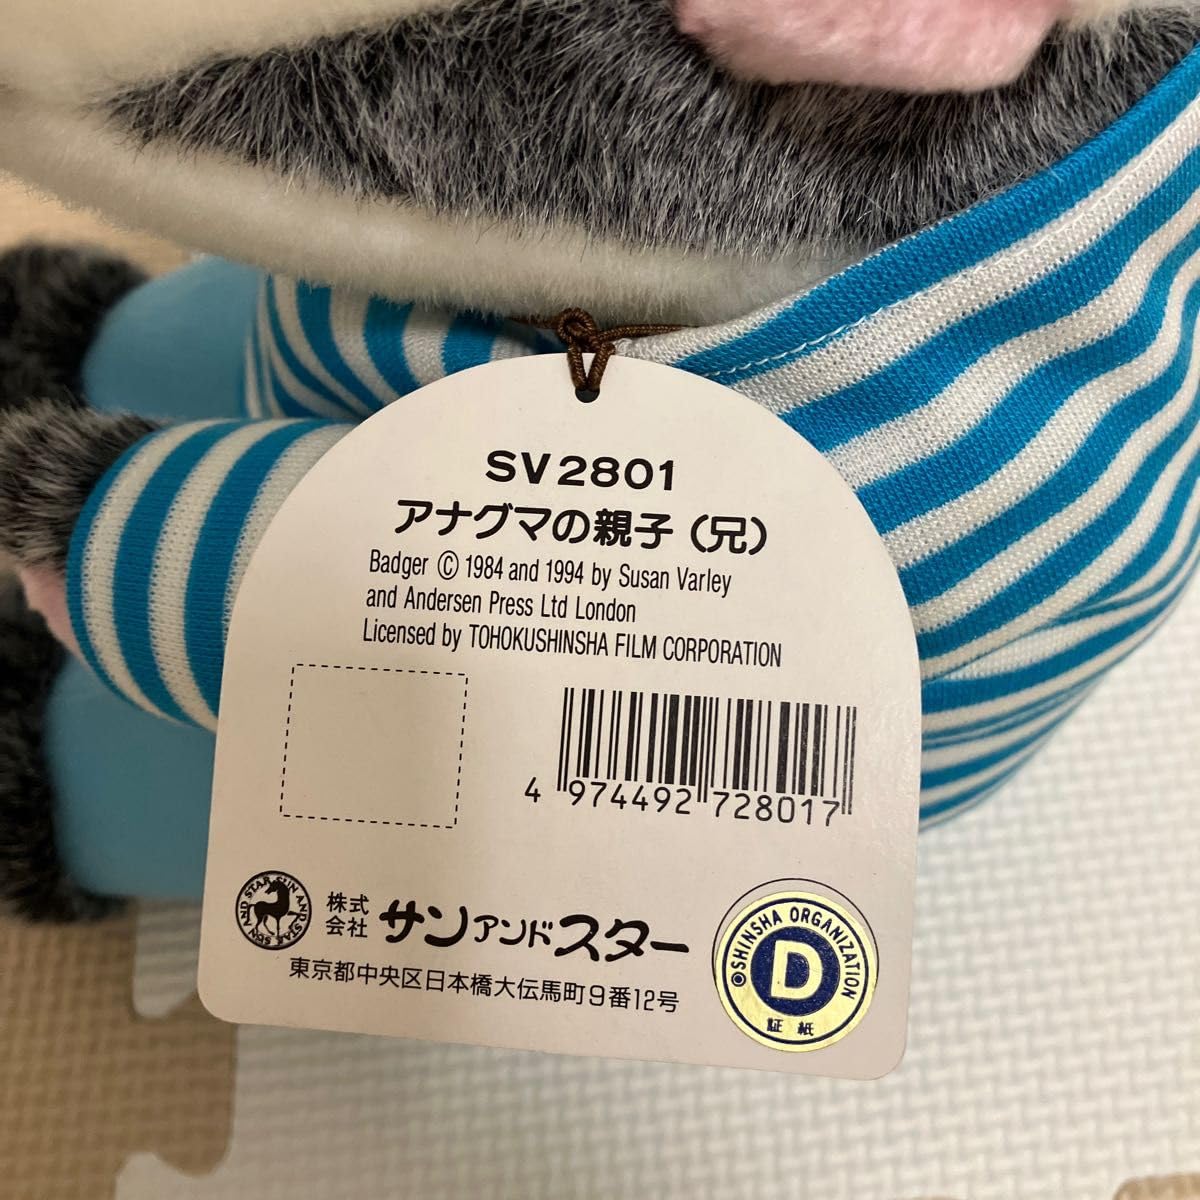 SV2801
アナグマの親子(兄)
Badger © 1984 and 1994 by Susan Varley
and Andersen Press Ltd London
Licensed by TOHOKUSHINSHA FILM CORPORATION
4 974492 728017
SUN AND STAR SUN AND STAR
株式会社 サンアンドスター
東京都中央区日本橋大伝馬町9番12号
SHINSHA ORGANIZATION
D
証紙